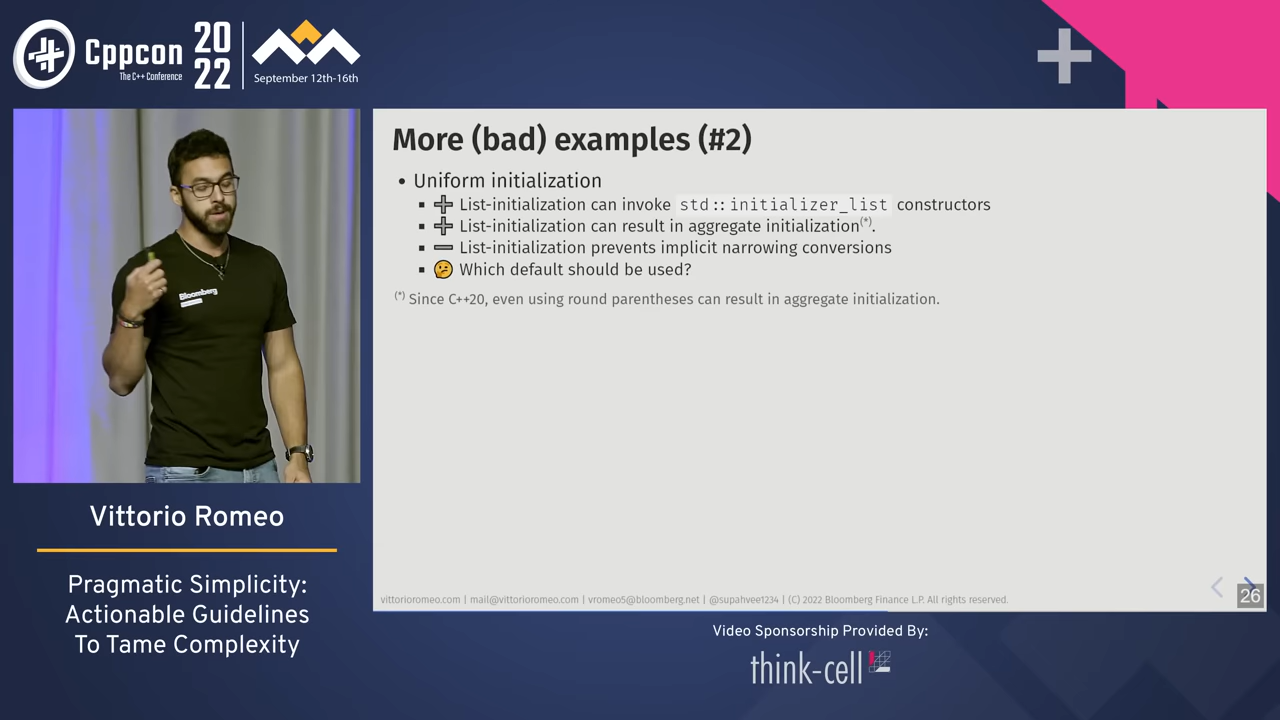 Cppcon
The C++ Conference
20
22
September 12th-16th
More (bad) examples (#2)
• Uniform initialization
▪ ➕ List-initialization can invoke std::initializer_list constructors
▪ ➕ List-initialization can result in aggregate initialization(*).
▪ ➖ List-initialization prevents implicit narrowing conversions
▪ 🤔 Which default should be used?
(*) Since C++20, even using round parentheses can result in aggregate initialization.
Bloomberg
vittorioromeo.com | mail@vittorioromeo.com | vromeo5@bloomberg.net | @supahvee1234 | (C) 2022 Bloomberg Finance L.P. All rights reserved.
26
Vittorio Romeo
Pragmatic Simplicity:
Actionable Guidelines
To Tame Complexity
Video Sponsorship Provided By:
think-cell